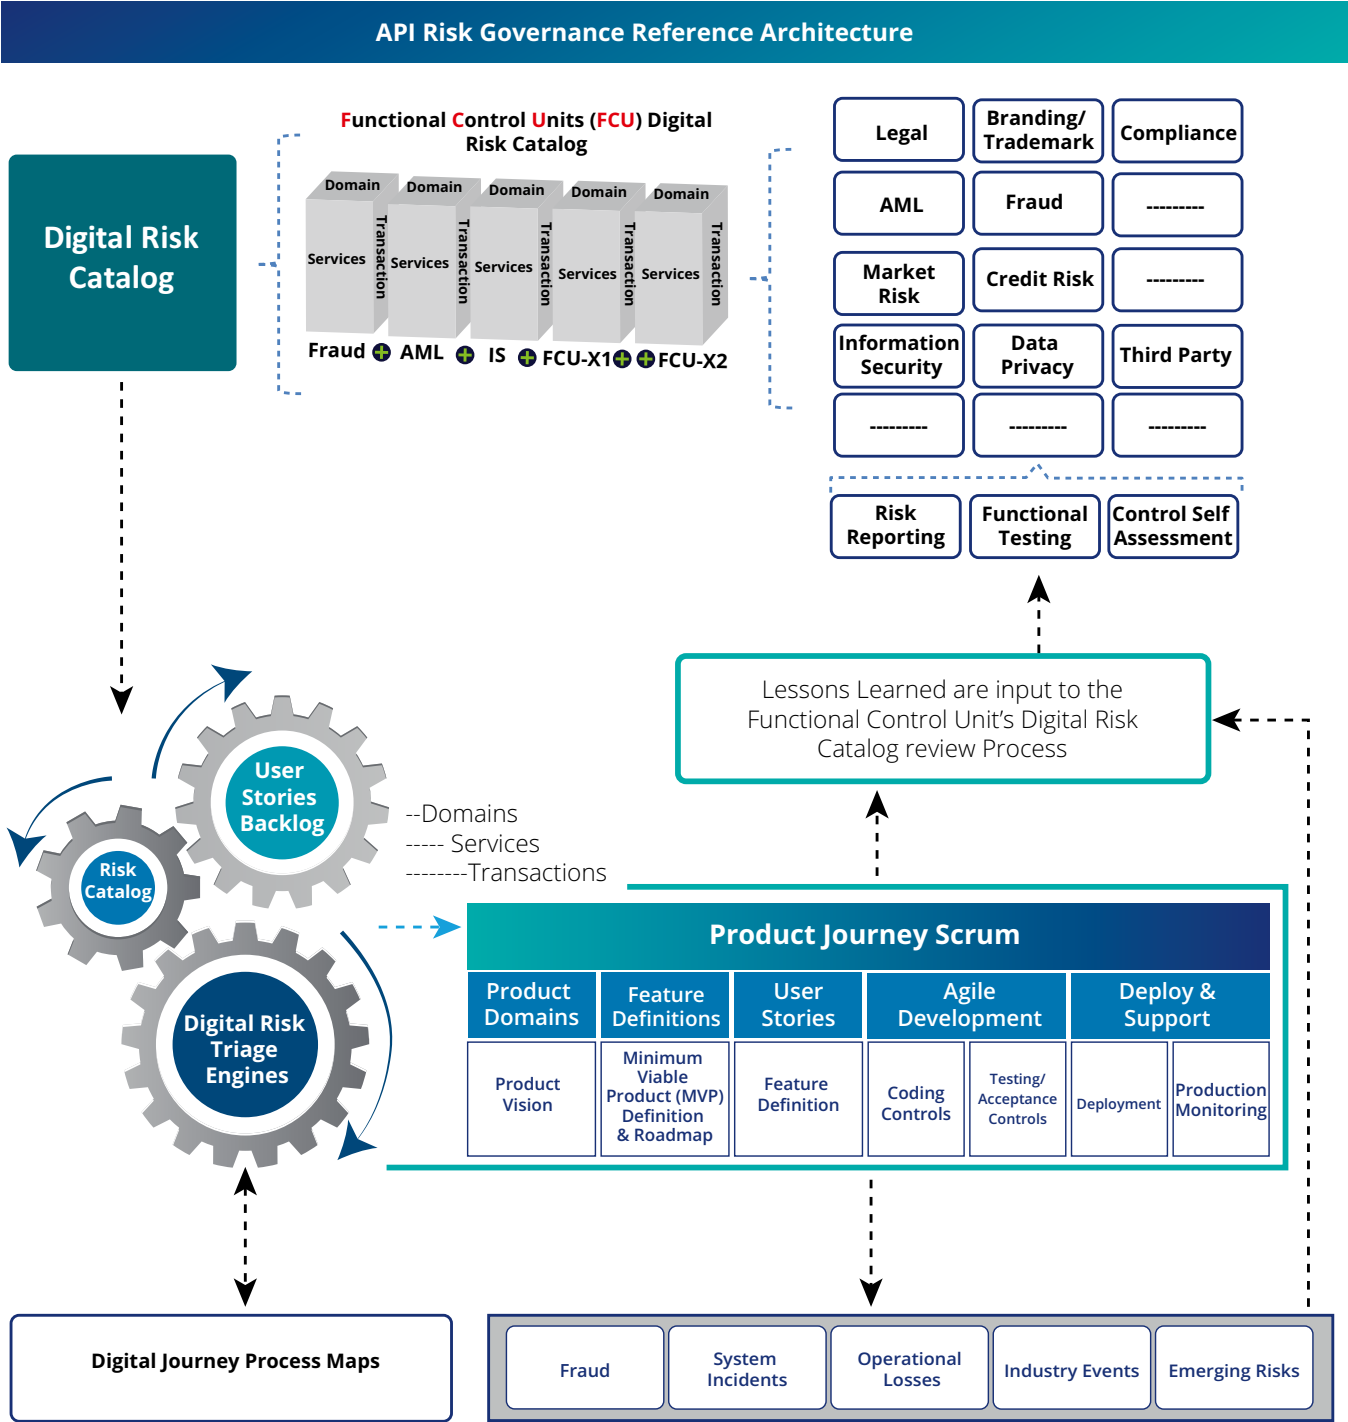 API Risk Governance Reference Architecture
Digital Risk
Catalog
Functional Control Units (FCU) Digital
Risk Catalog
Domain
Domain
Domain
Domain
Domain
Services
Transaction
Services
Transaction
Services
Transaction
Services
Transaction
Services
Transaction
Fraud + AML + IS + FCU-X1 + + FCU-X2
Legal
Branding/
Trademark
Compliance
AML
Fraud
---------
Market
Risk
Credit Risk
---------
Information
Security
Data
Privacy
Third Party
---------
---------
---------
Risk
Reporting
Functional
Testing
Control Self
Assessment
Lessons Learned are input to the
Functional Control Unit’s Digital Risk
Catalog review Process
User
Stories
Backlog
Risk
Catalog
Digital Risk
Triage
Engines
--Domains
----- Services
--------Transactions
Product Journey Scrum
Product
Domains
Feature
Definitions
User
Stories
Agile
Development
Deploy &
Support
Product
Vision
Minimum
Viable
Product (MVP)
Definition
& Roadmap
Feature
Definition
Coding
Controls
Testing/
Acceptance
Controls
Deployment
Production
Monitoring
Digital Journey Process Maps
Fraud
System
Incidents
Operational
Losses
Industry Events
Emerging Risks